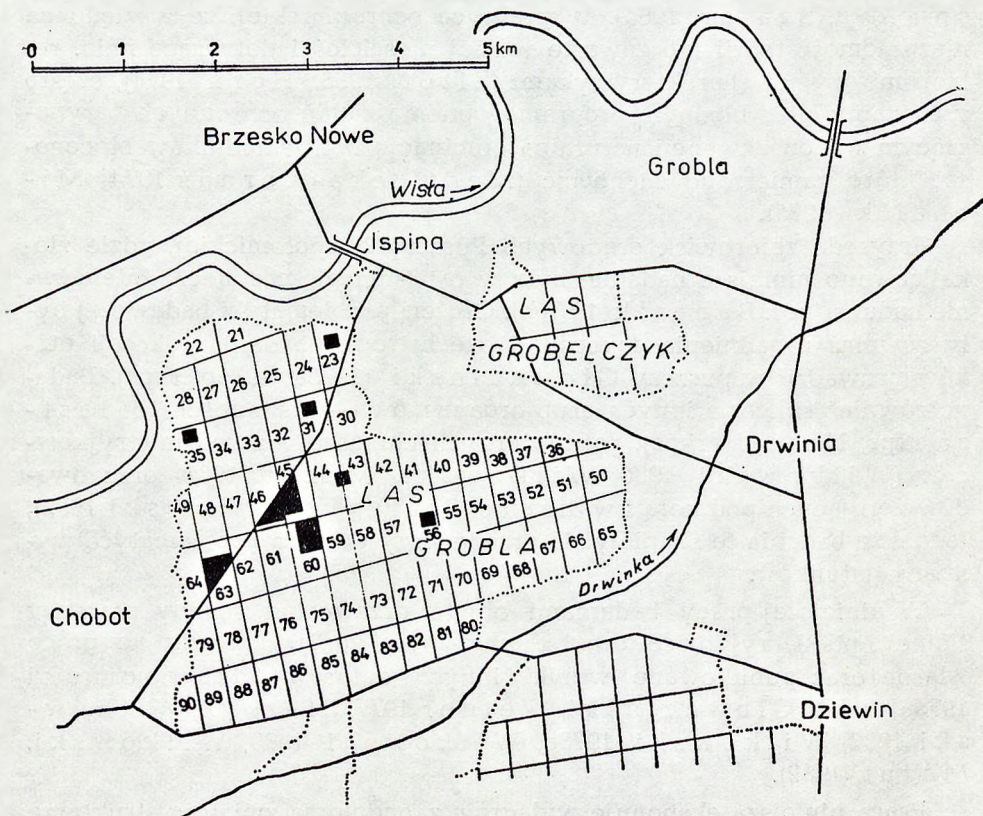 0 1 2 3 4 5 km
Brzesko Nowe
Grobla
Wisła
Ispina
LAS
GROBELCZYK
22 21
28 27 26 25 24 23
35 34 33 32 31 30
Drwinia
49 48 47 46 45 44 43 42 41 40 39 38 37 36
LAS
64 63 62 61 60 59 58 57 56 55 54 53 52 51 50
GROBLA
79 78 77 76 75 74 73 72 71 70 69 68 67 66 65
Drwinka
Chobot
90 89 88 87 86 85 84 83 82 81 80
Dziewin